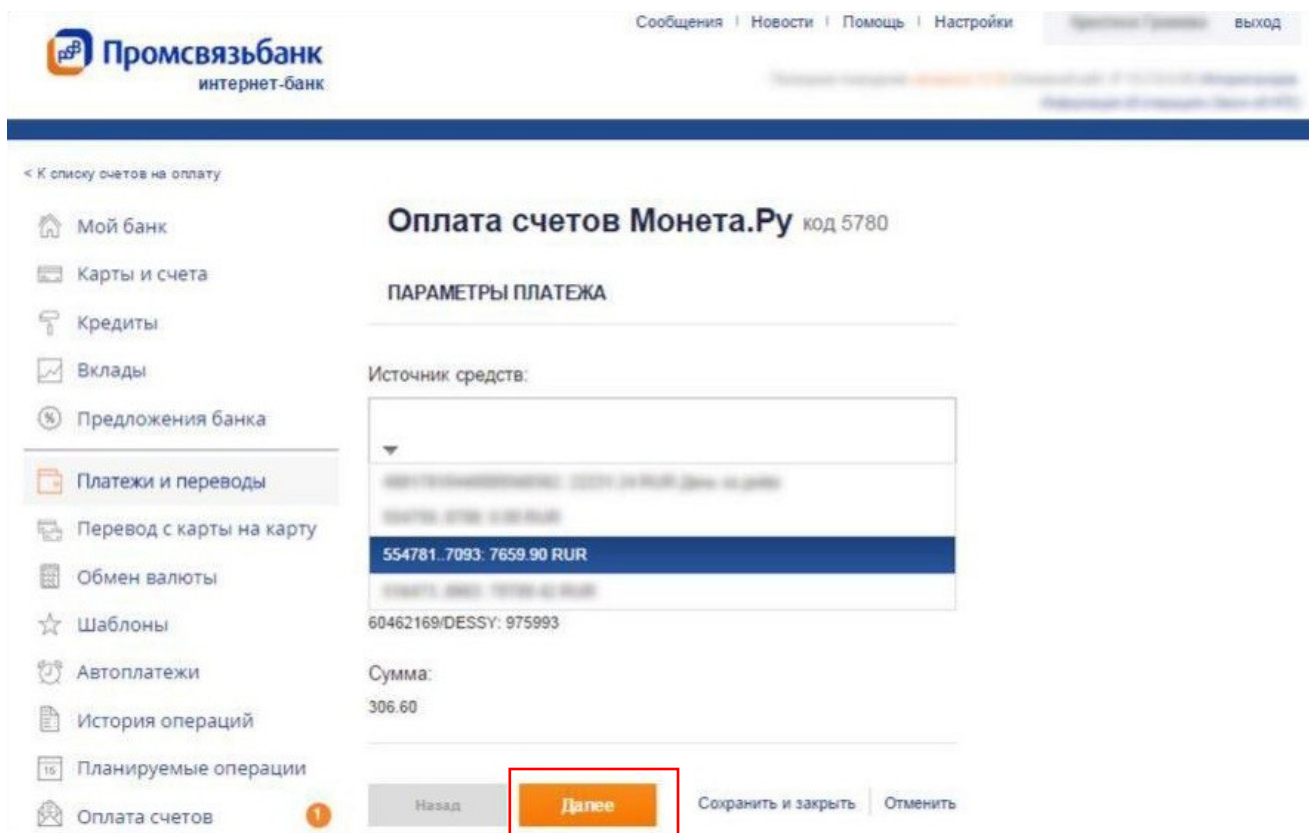 Сообщения | Новости | Помощь | Настройки
выход
PSB Промсвязьбанк
интернет-банк
< К списку счетов на оплату
Мой банк
Карты и счета
Кредиты
Вклады
Предложения банка
Платежи и переводы
Перевод с карты на карту
Обмен валюты
Шаблоны
Автоплатежи
История операций
15 Планируемые операции
Оплата счетов 1
Оплата счетов Монета.Ру код 5780
ПАРАМЕТРЫ ПЛАТЕЖА
Источник средств:
554781..7093: 7659.90 RUR
60462169/DESSY: 975993
Сумма:
306.60
Назад Далее Сохранить и закрыть | Отменить